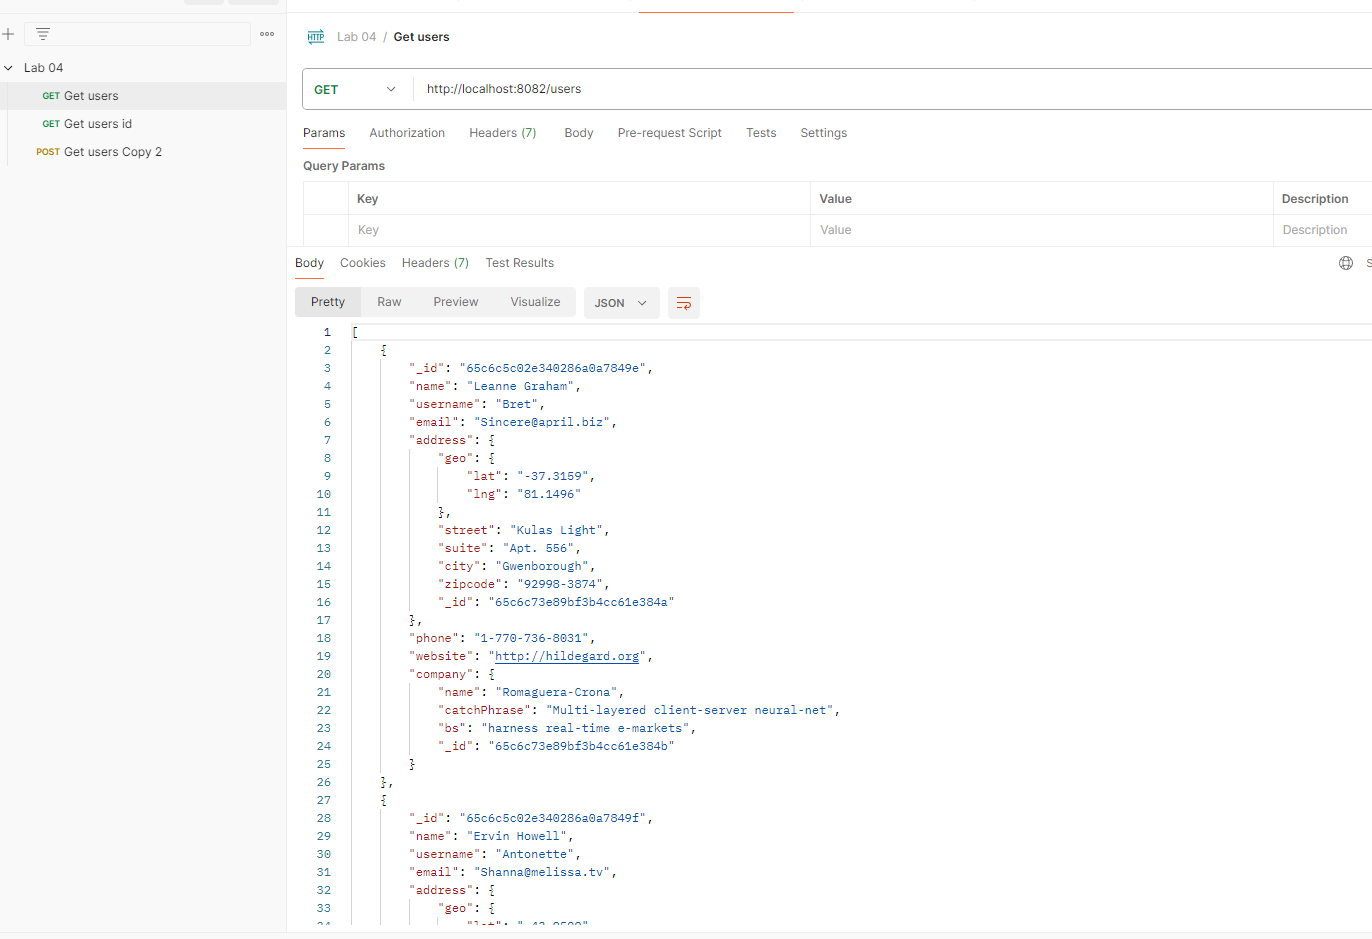 Lab 04
GET Get users
GET Get users id
POST Get users Copy 2
HTTP Lab 04 / Get users
GET http://localhost:8082/users
Params Authorization Headers (7) Body Pre-request Script Tests Settings
Query Params
Key Value Description
Key Value Description
Body Cookies Headers (7) Test Results
Pretty Raw Preview Visualize JSON
1 [
2 {
3 "_id": "65c6c5c02e340286a0a7849e",
4 "name": "Leanne Graham",
5 "username": "Bret",
6 "email": "Sincere@april.biz",
7 "address": {
8 "geo": {
9 "lat": "-37.3159",
10 "lng": "81.1496"
11 },
12 "street": "Kulas Light",
13 "suite": "Apt. 556",
14 "city": "Gwenborough",
15 "zipcode": "92998-3874",
16 "_id": "65c6c73e89bf3b4cc61e384a"
17 },
18 "phone": "1-770-736-8031",
19 "website": "http://hildegard.org",
20 "company": {
21 "name": "Romaguera-Crona",
22 "catchPhrase": "Multi-layered client-server neural-net",
23 "bs": "harness real-time e-markets",
24 "_id": "65c6c73e89bf3b4cc61e384b"
25 }
26 },
27 {
28 "_id": "65c6c5c02e340286a0a7849f",
29 "name": "Ervin Howell",
30 "username": "Antonette",
31 "email": "Shanna@melissa.tv",
32 "address": {
33 "geo": {